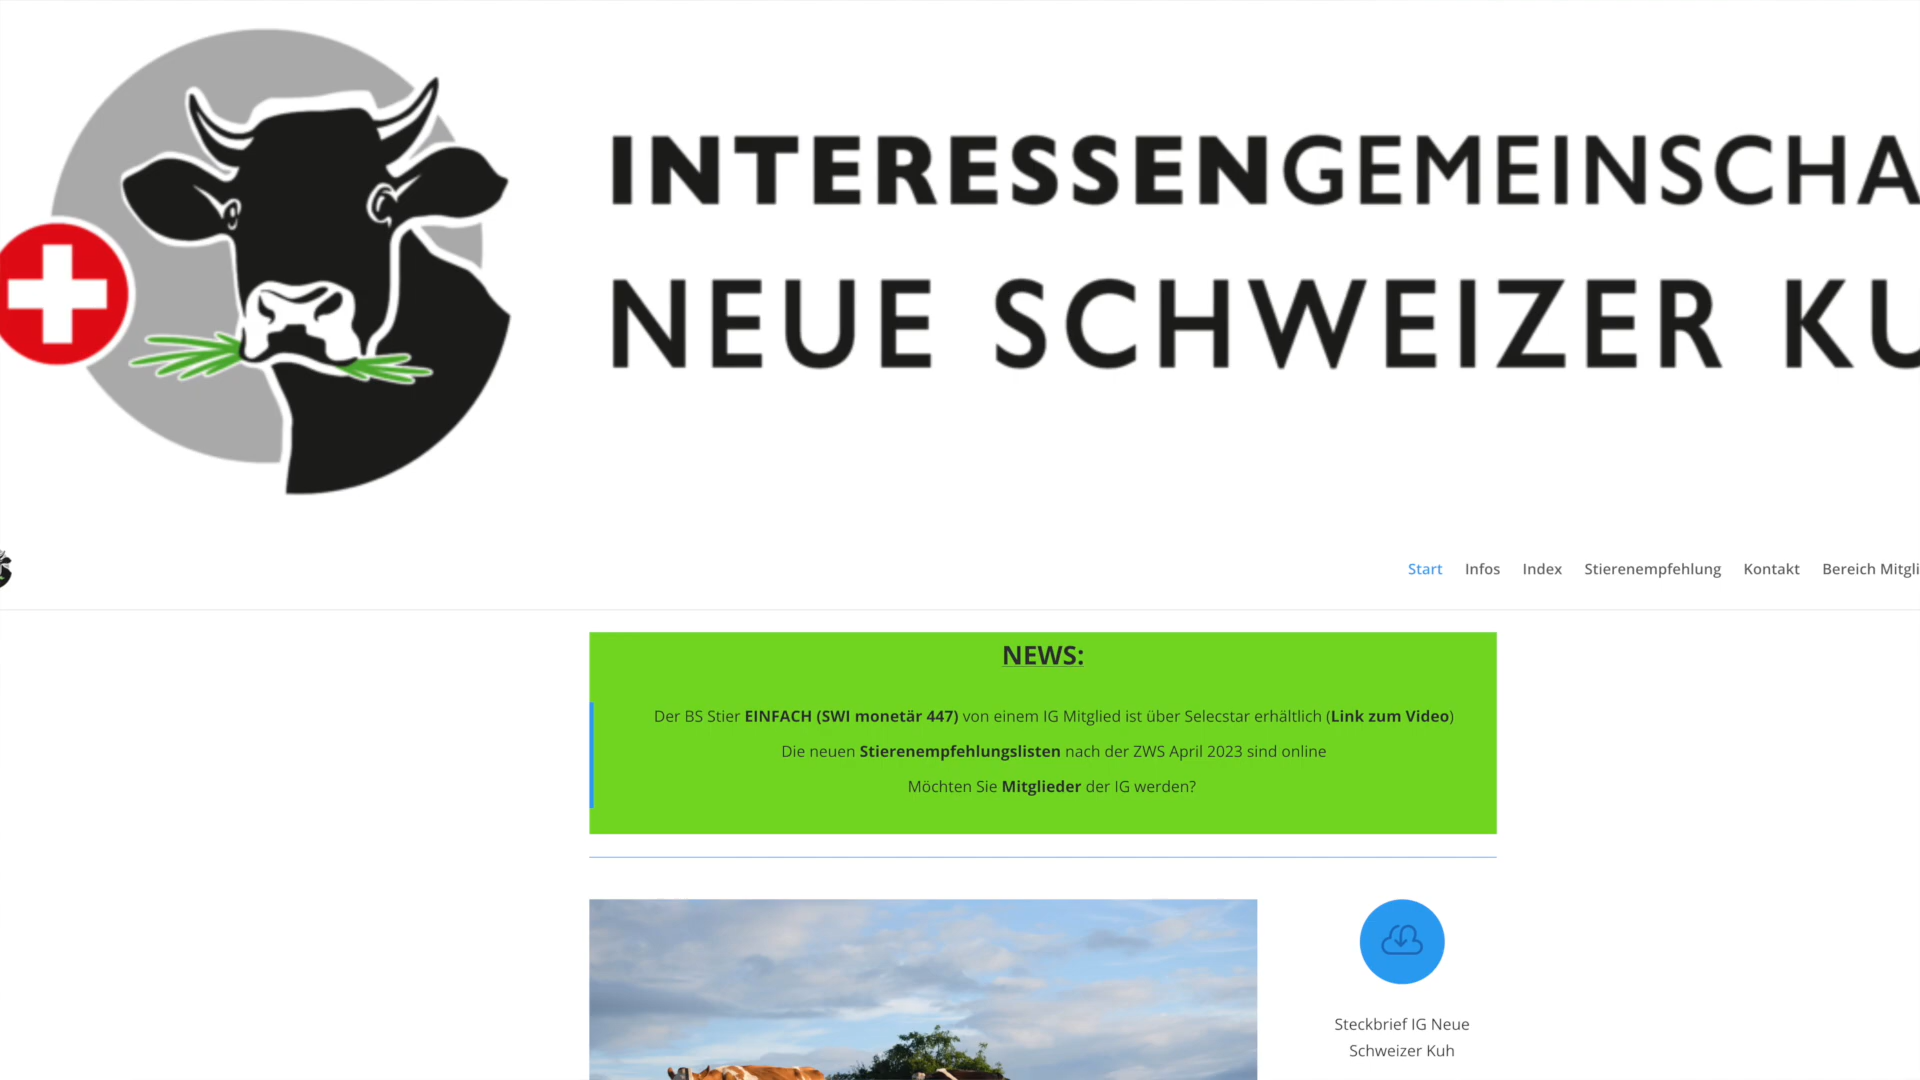 INTERESSENGEMEINSCHA
NEUE SCHWEIZER KU
Start Infos Index Stierenempfehlung Kontakt Bereich Mitgli
NEWS:
Der BS Stier EINFACH (SWI monetär 447) von einem IG Mitglied ist über Selecstar erhältlich (Link zum Video)
Die neuen Stierenempfehlungslisten nach der ZWS April 2023 sind online
Möchten Sie Mitglieder der IG werden?
Steckbrief IG Neue
Schweizer Kuh